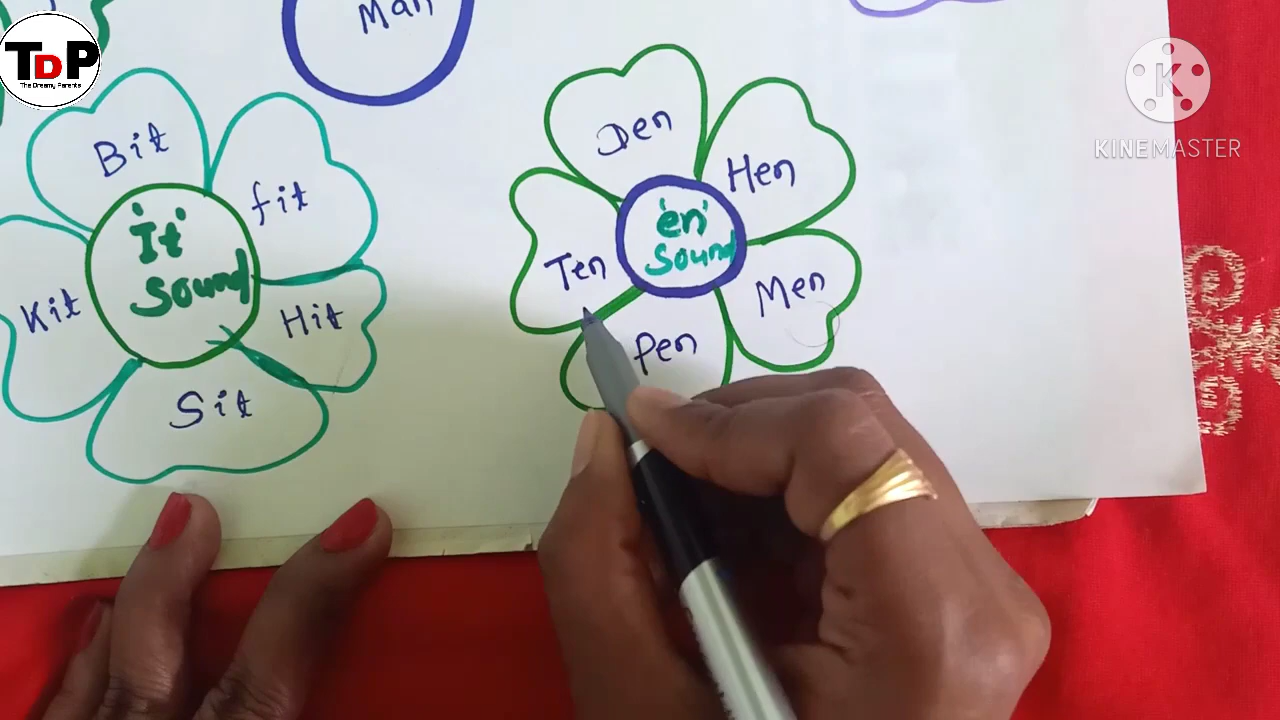 TDP
The Dreamy Parents
Man
KINEMASTER
Bit
fit
Hit
Sit
Kit
'It'
Sound
Den
Hen
Men
Pen
Ten
'en'
Sound